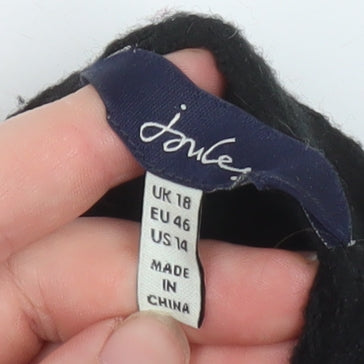 Joules
UK 18
EU 46
US 14
MADE
IN
CHINA